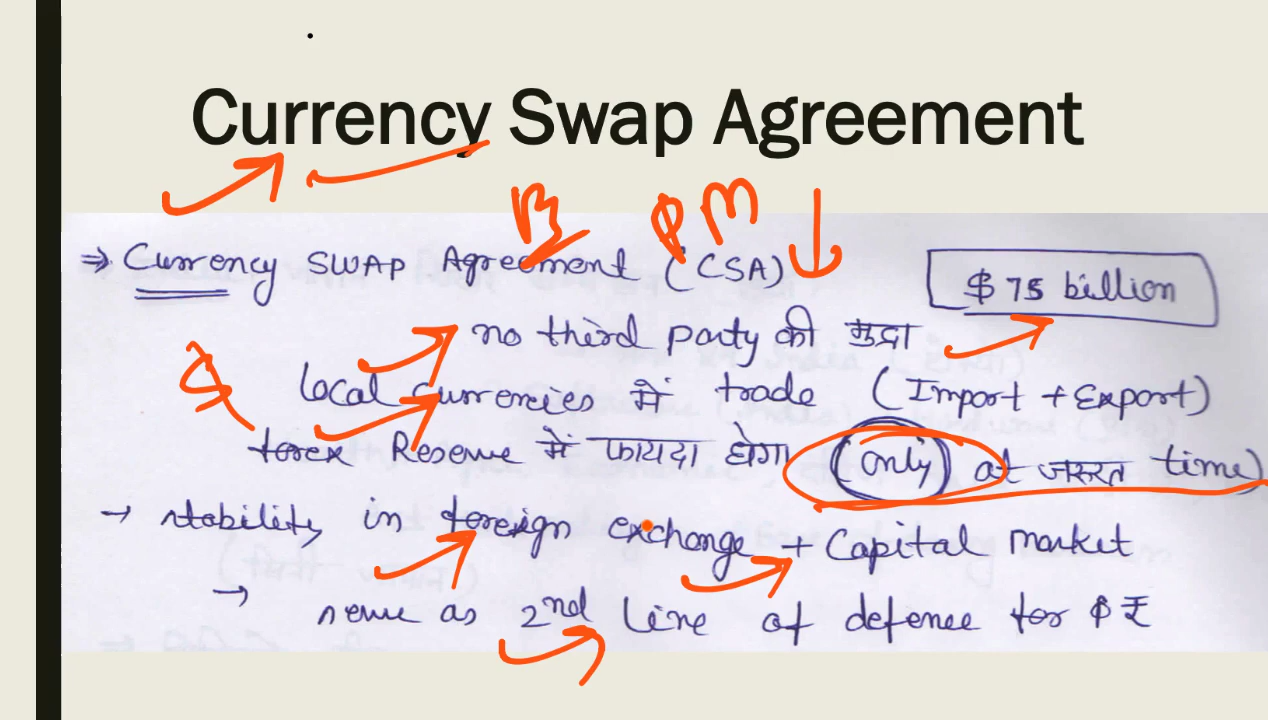 Currency Swap Agreement
⇒ Currency SWAP Agreement (CSA)
$ 75 billion
no third party की मुद्रा
local currencies में trade (Import + Export)
forex Reserve में फायदा होगा (only) at जरूरत time)
→ stability in foreign exchange + Capital market
→ serve as 2nd line of defence for $ ₹